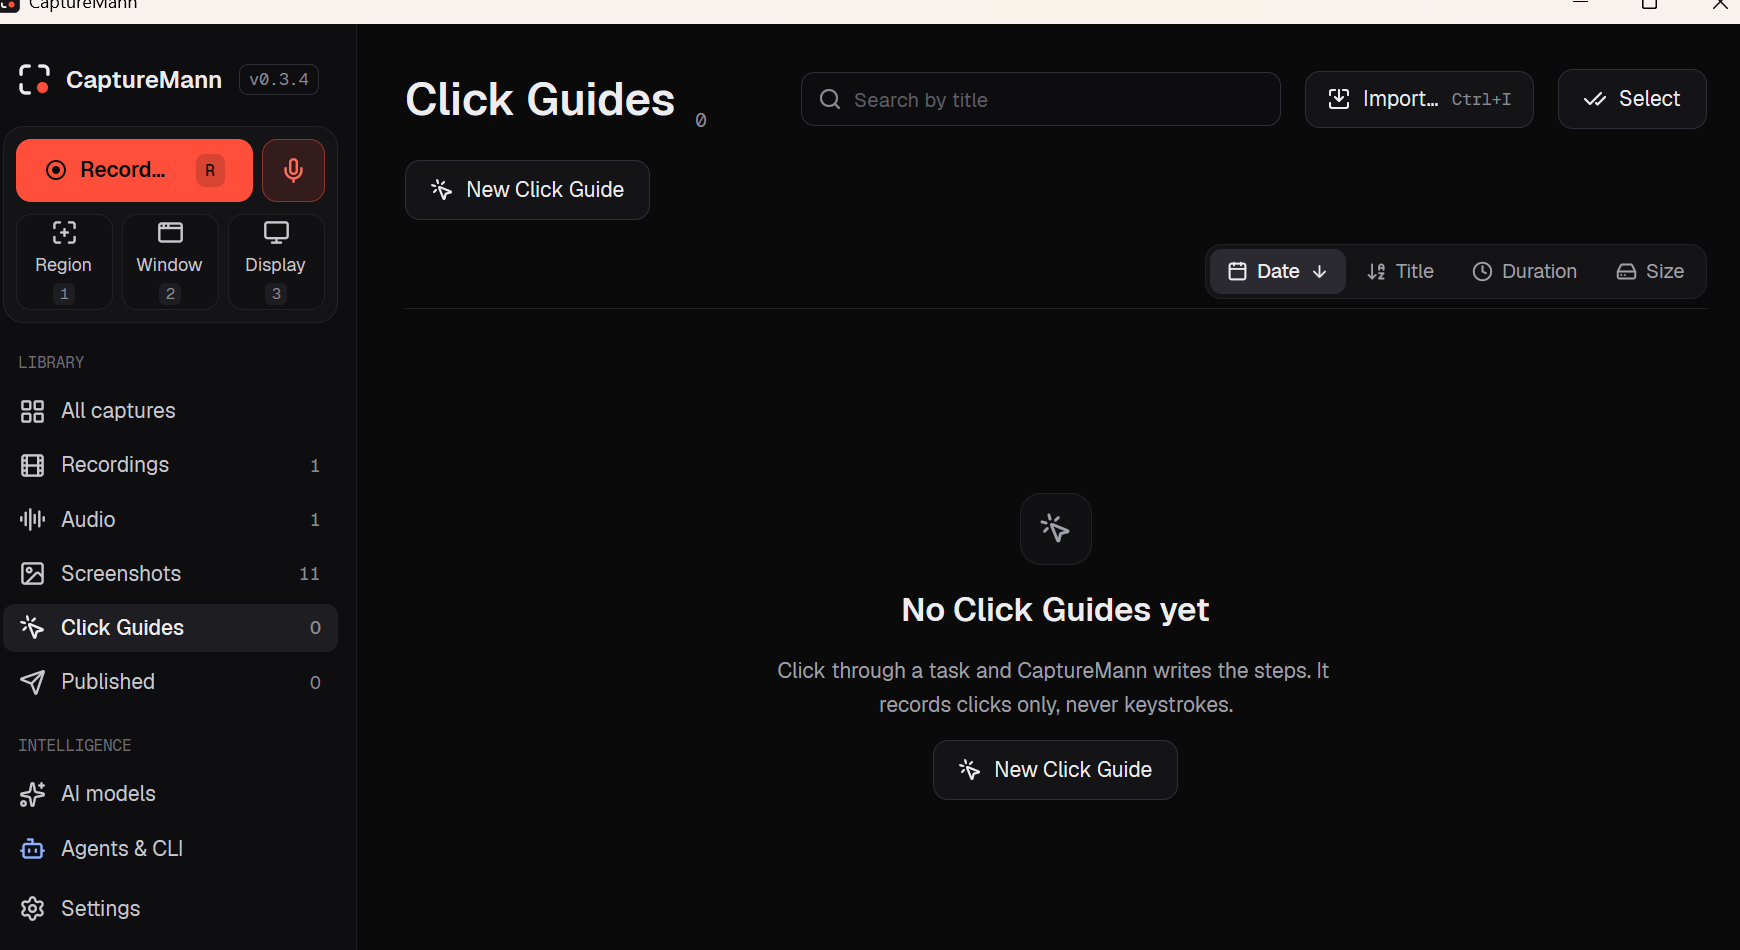 CaptureMann
CaptureMann v0.3.4
Record... R
Region
1
Window
2
Display
3
LIBRARY
All captures
Recordings 1
Audio 1
Screenshots 11
Click Guides 0
Published 0
INTELLIGENCE
AI models
Agents & CLI
Settings
Click Guides 0
Search by title
Import... Ctrl+I
Select
New Click Guide
Date Title Duration Size
No Click Guides yet
Click through a task and CaptureMann writes the steps. It
records clicks only, never keystrokes.
New Click Guide